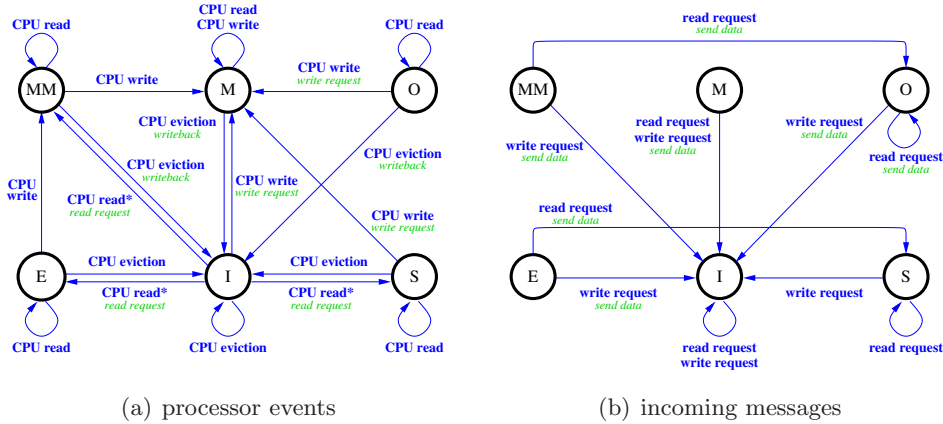 CPU read
CPU read
CPU write
CPU read
MM
CPU write
M
CPU write
write request
O
CPU eviction
writeback
CPU eviction
writeback
CPU eviction
writeback
CPU write
CPU write
write request
CPU read*
read request
CPU write
write request
E
CPU eviction
I
CPU eviction
S
CPU read*
read request
CPU read*
read request
CPU read
CPU eviction
CPU read
(a) processor events
read request
send data
MM
M
O
read request
write request
send data
write request
send data
write request
send data
read request
send data
read request
send data
E
I
S
write request
send data
write request
read request
write request
read request
(b) incoming messages